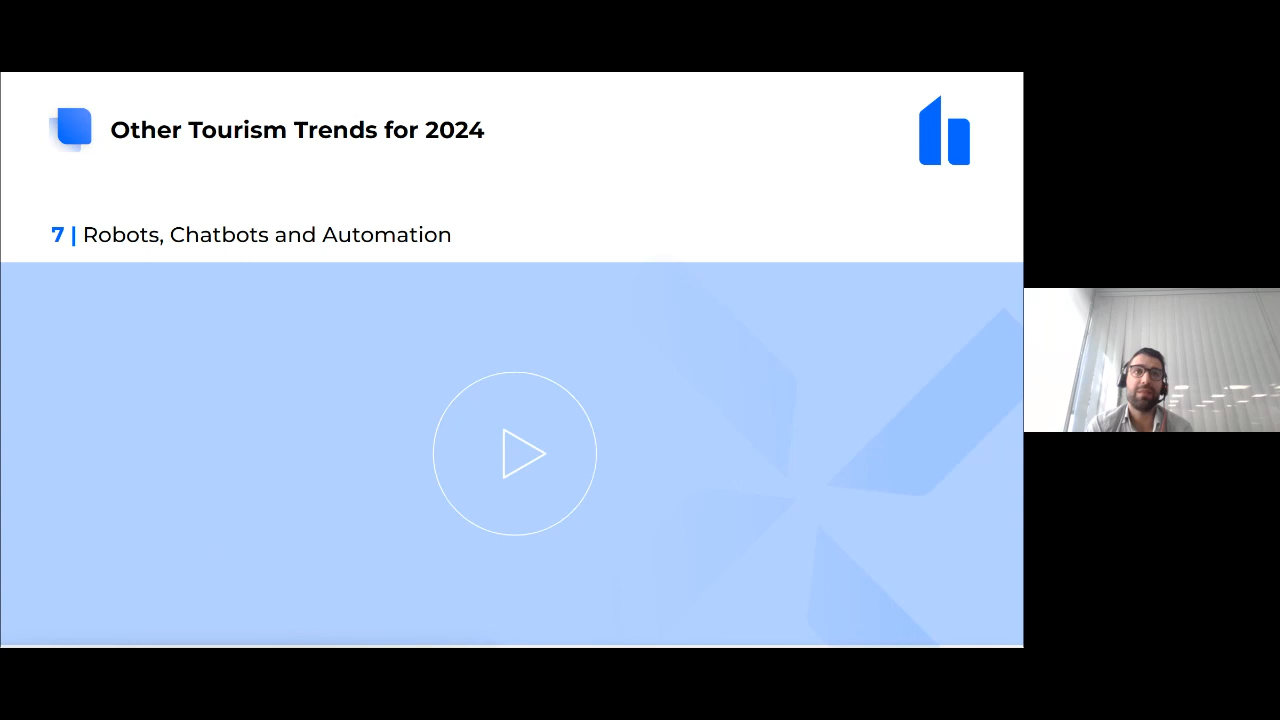 Other Tourism Trends for 2024
7 | Robots, Chatbots and Automation